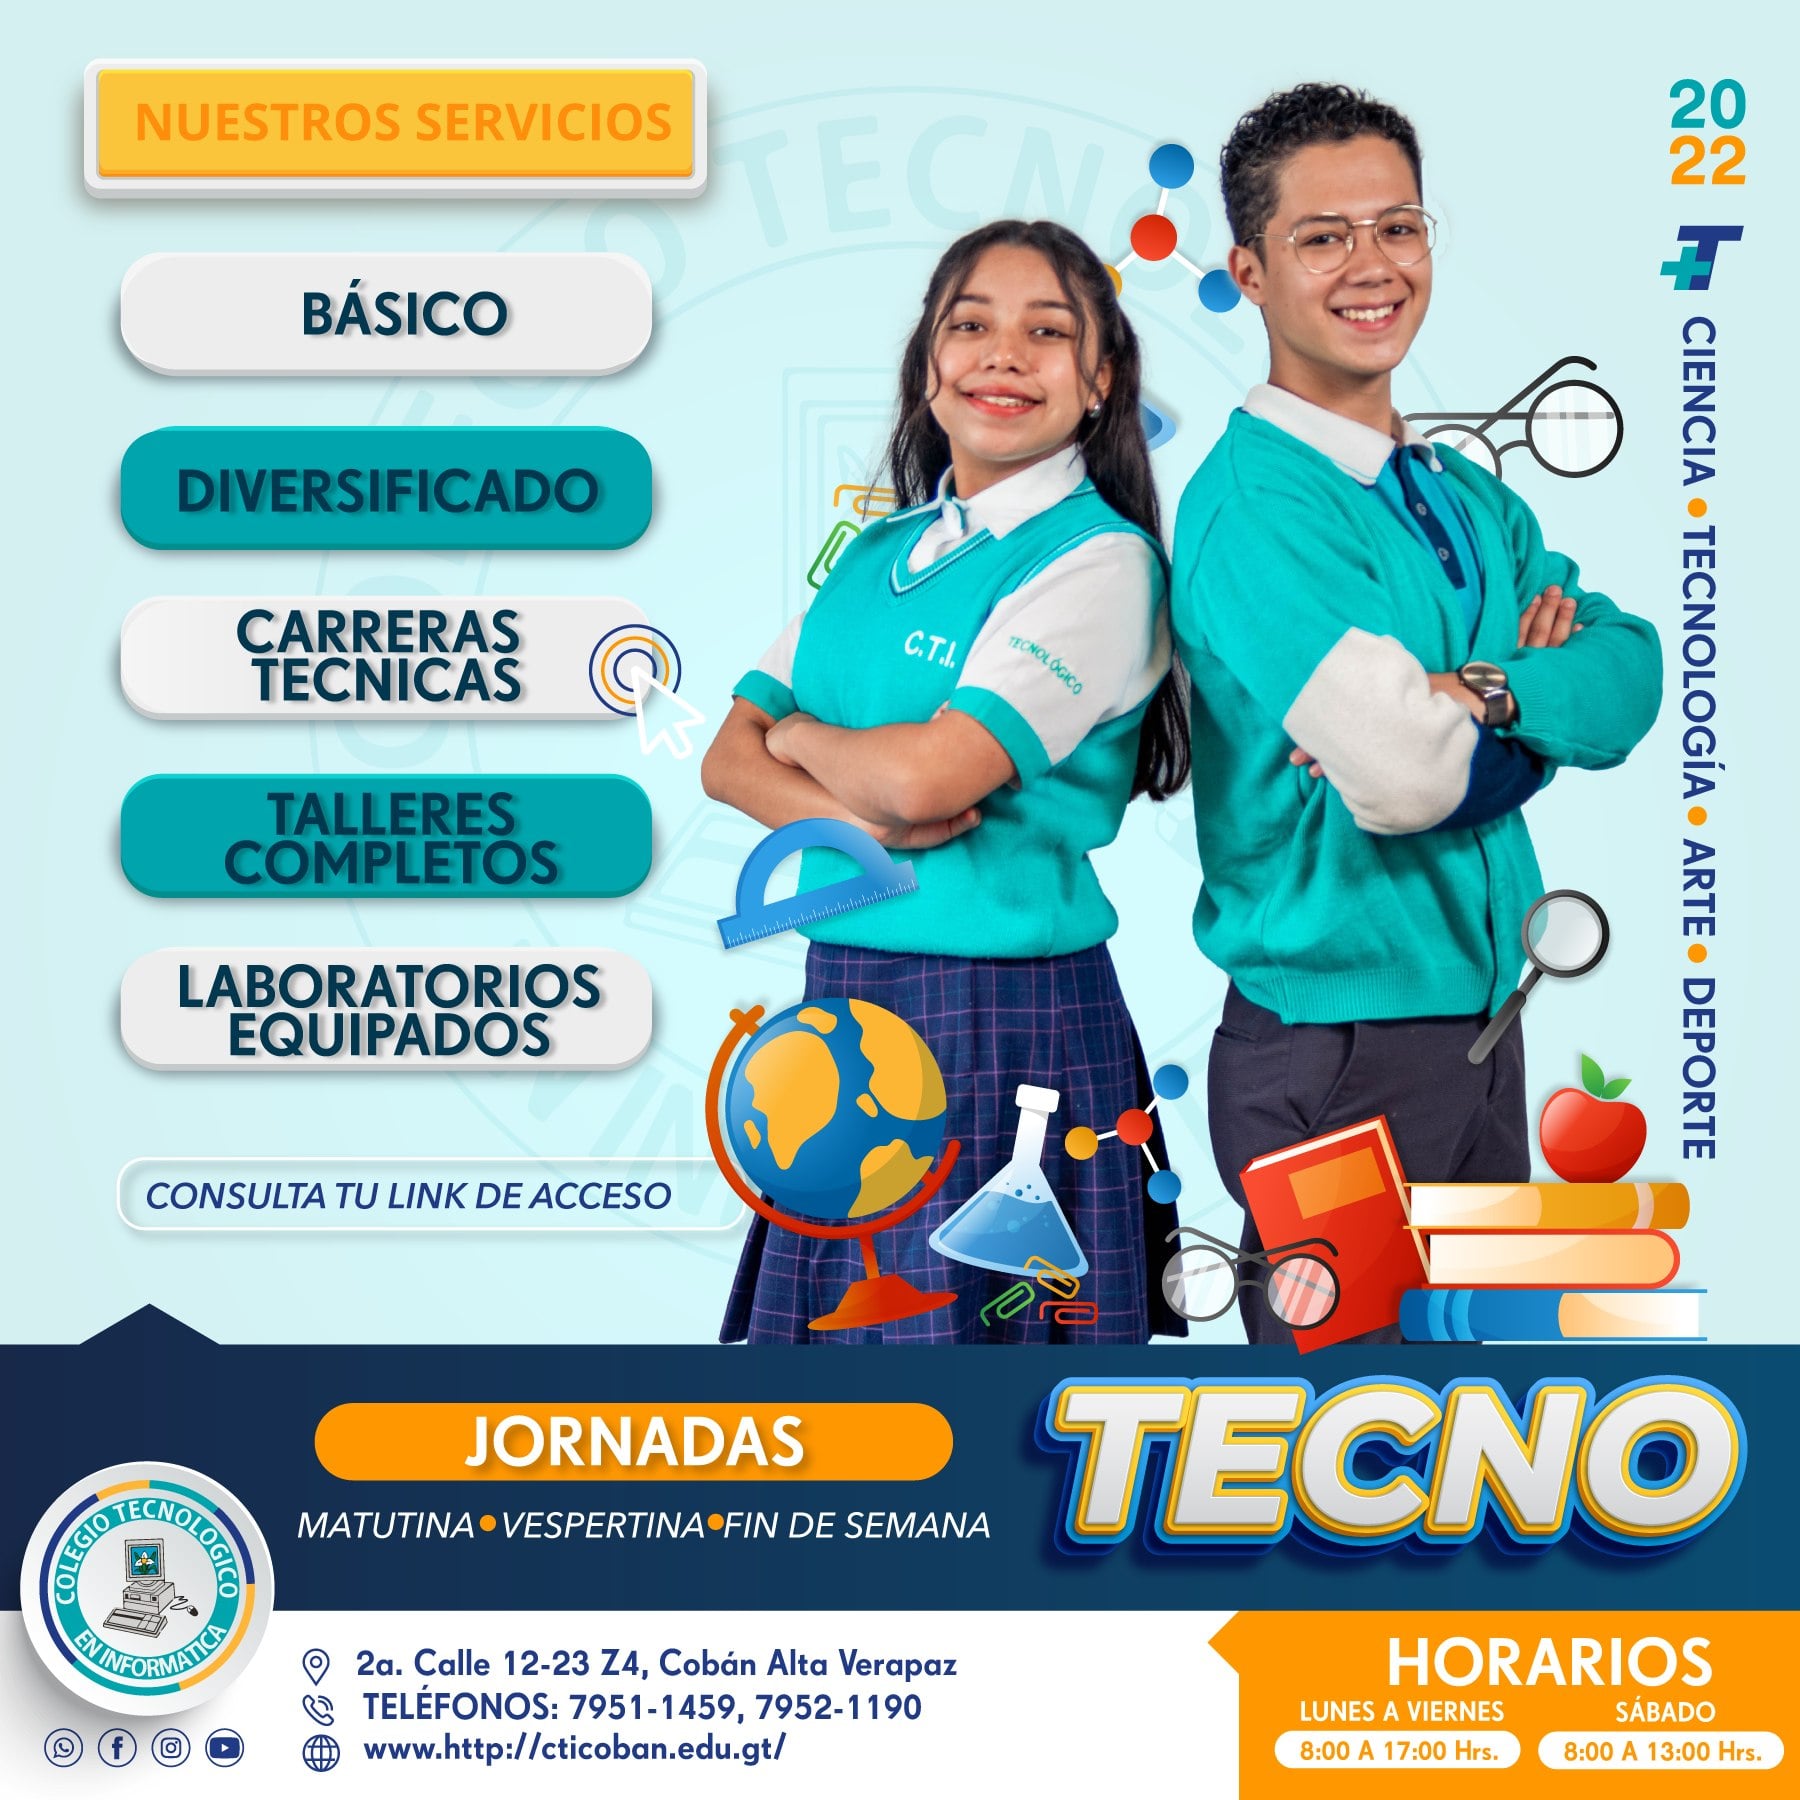 NUESTROS SERVICIOS
BÁSICO
DIVERSIFICADO
CARRERAS
TECNICAS
TALLERES
COMPLETOS
LABORATORIOS
EQUIPADOS
CONSULTA TU LINK DE ACCESO
20
22
T
CIENCIA • TECNOLOGÍA • ARTE • DEPORTE
C.T.I.
TECNOLÓGICO
JORNADAS
MATUTINA • VESPERTINA • FIN DE SEMANA
TECNO
COLEGIO TECNOLOGICO
EN INFORMATICA
2a. Calle 12-23 Z4, Cobán Alta Verapaz
TELÉFONOS: 7951-1459, 7952-1190
www.http://cticoban.edu.gt/
HORARIOS
LUNES A VIERNES
8:00 A 17:00 Hrs.
SÁBADO
8:00 A 13:00 Hrs.